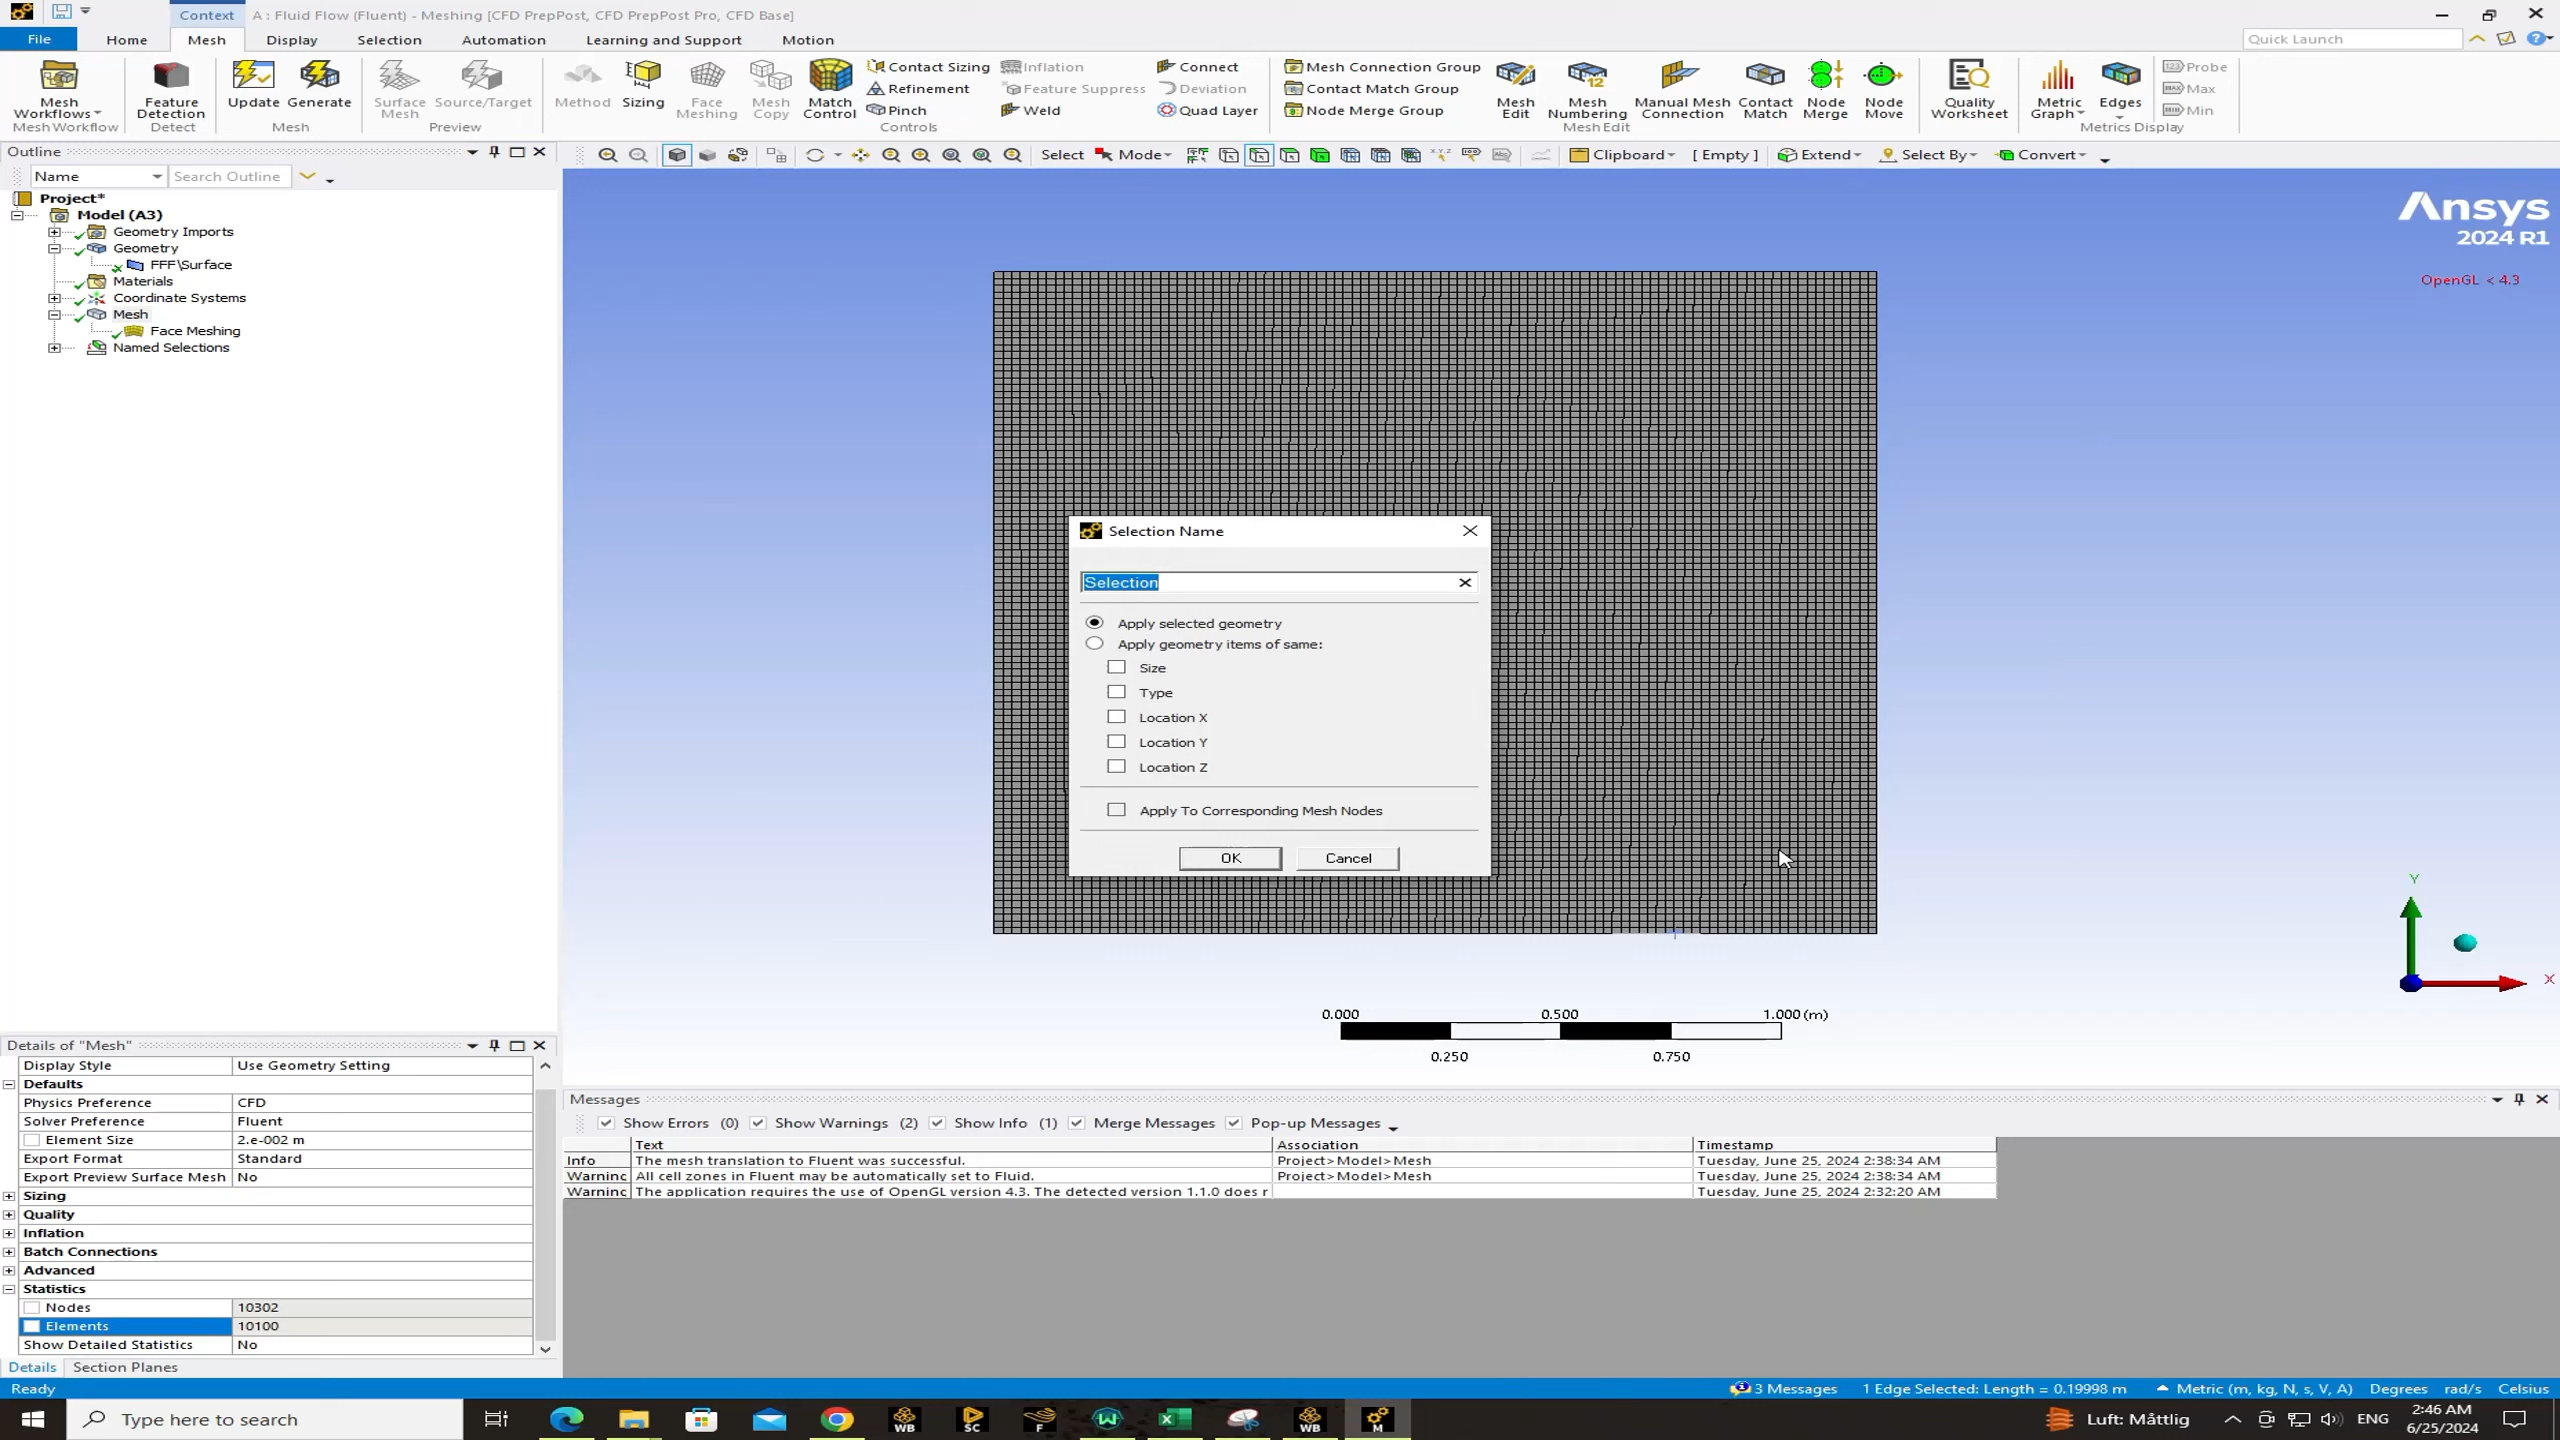 Context
A : Fluid Flow (Fluent) - Meshing [CFD PrepPost, CFD PrepPost Pro, CFD Base]
File
Home
Mesh
Display
Selection
Automation
Learning and Support
Motion
Quick Launch
Mesh Workflows
Feature Detection
Update
Generate
Surface Mesh
Source/Target
Method
Sizing
Face Meshing
Mesh Copy
Match Control
Contact Sizing
Refinement
Pinch
Inflation
Feature Suppress
Weld
Connect
Deviation
Quad Layer
Mesh Connection Group
Contact Match Group
Node Merge Group
Mesh Edit
Mesh Numbering
Manual Mesh Connection
Contact Match
Node Merge
Node Move
Quality Worksheet
Metric Graph
Edges
Probe
Max
Min
Mesh Workflow
Detect
Mesh
Preview
Controls
Mesh Edit
Metrics Display
Outline
Select
Mode
Clipboard
[ Empty ]
Extend
Select By
Convert
Name
Search Outline
Project*
Model (A3)
Geometry Imports
Geometry
FFF\Surface
Materials
Coordinate Systems
Mesh
Face Meshing
Named Selections
Ansys
2024 R1
OpenGL < 4.3
Selection Name
Selection
Apply selected geometry
Apply geometry items of same:
Size
Type
Location X
Location Y
Location Z
Apply To Corresponding Mesh Nodes
OK
Cancel
Y
X
0.000
0.500
1.000 (m)
0.250
0.750
Details of "Mesh"
Display Style Use Geometry Setting
Defaults
Physics Preference CFD
Solver Preference Fluent
Element Size 2.e-002 m
Export Format Standard
Export Preview Surface Mesh No
Sizing
Quality
Inflation
Batch Connections
Advanced
Statistics
Nodes 10302
Elements 10100
Show Detailed Statistics No
Details
Section Planes
Messages
Show Errors (0)
Show Warnings (2)
Show Info (1)
Merge Messages
Pop-up Messages
Text Association Timestamp
Info The mesh translation to Fluent was successful. Project>Model>Mesh Tuesday, June 25, 2024 2:38:34 AM
Warninc All cell zones in Fluent may be automatically set to Fluid. Project>Model>Mesh Tuesday, June 25, 2024 2:38:34 AM
Warninc The application requires the use of OpenGL version 4.3. The detected version 1.1.0 does r Tuesday, June 25, 2024 2:32:20 AM
Ready
3 Messages
1 Edge Selected: Length = 0.19998 m
Metric (m, kg, N, s, V, A)
Degrees
rad/s
Celsius
Type here to search
WB
SC
F
WB
M
Luft: Måttlig
ENG
2:46 AM
6/25/2024